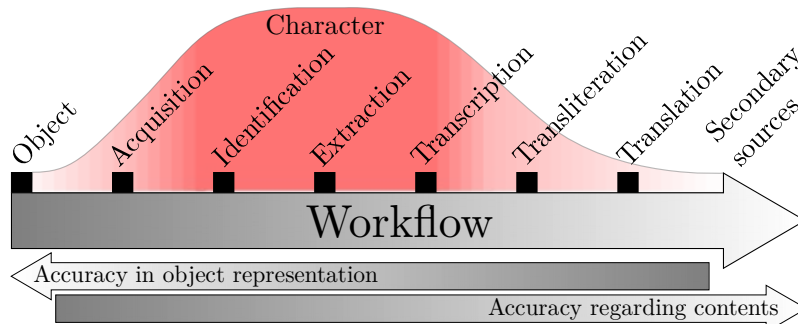 Character
Object
Acquisition
Identification
Extraction
Transcription
Transliteration
Translation
Secondary
sources
Workflow
Accuracy in object representation
Accuracy regarding contents